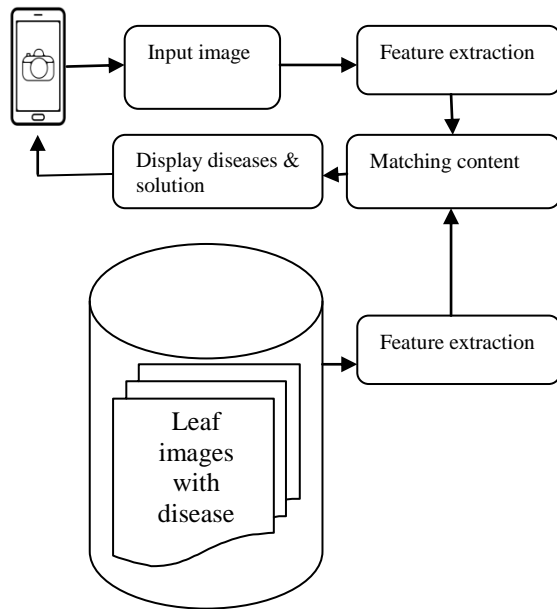 Input image
Feature extraction
Display diseases &
solution
Matching content
Feature extraction
Leaf
images
with
disease